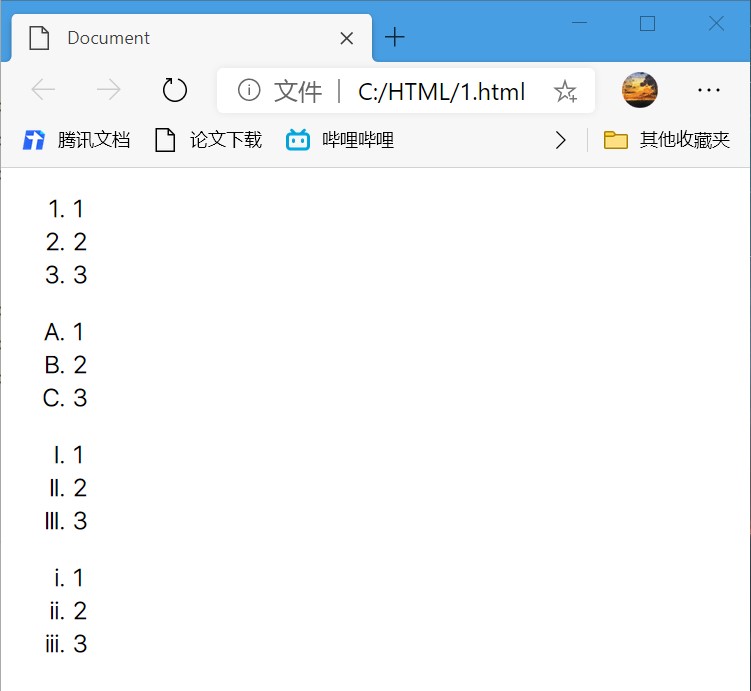 Document
文件 | C:/HTML/1.html
腾讯文档 论文下载 哔哩哔哩 其他收藏夹
1. 1
2. 2
3. 3
A. 1
B. 2
C. 3
I. 1
II. 2
III. 3
i. 1
ii. 2
iii. 3